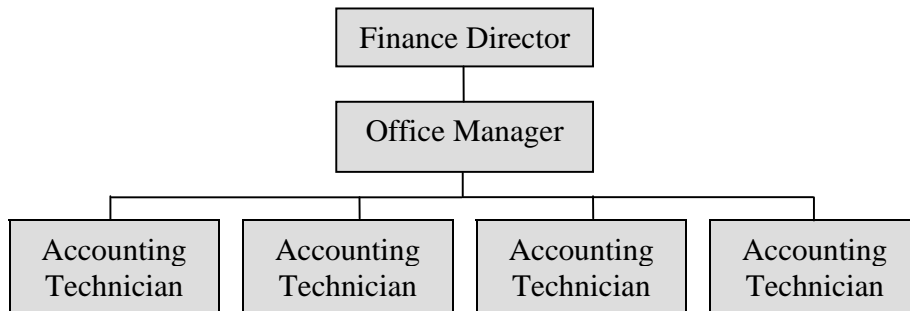 Finance Director
Office Manager
Accounting
Technician
Accounting
Technician
Accounting
Technician
Accounting
Technician